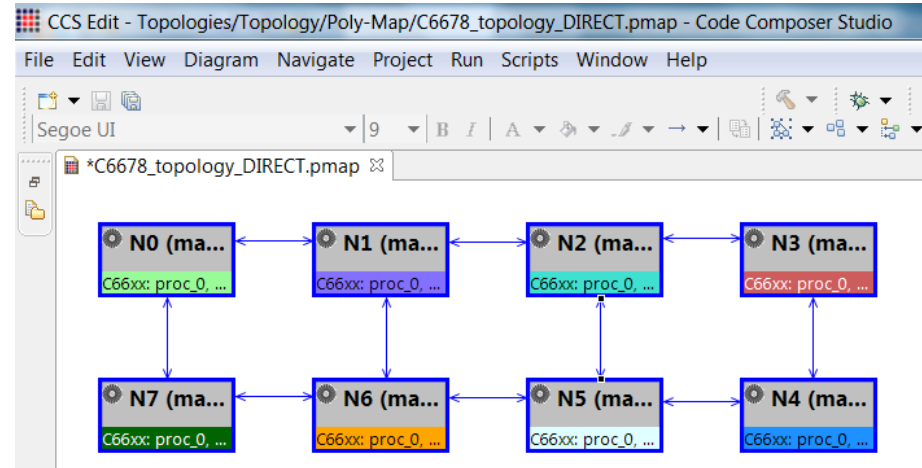 CCS Edit - Topologies/Topology/Poly-Map/C6678_topology_DIRECT.pmap - Code Composer Studio
File Edit View Diagram Navigate Project Run Scripts Window Help
Segoe UI 9 B I A
*C6678_topology_DIRECT.pmap
N0 (ma... N1 (ma... N2 (ma... N3 (ma...
C66xx: proc_0, ... C66xx: proc_0, ... C66xx: proc_0, ... C66xx: proc_0, ...
N7 (ma... N6 (ma... N5 (ma... N4 (ma...
C66xx: proc_0, ... C66xx: proc_0, ... C66xx: proc_0, ... C66xx: proc_0, ...